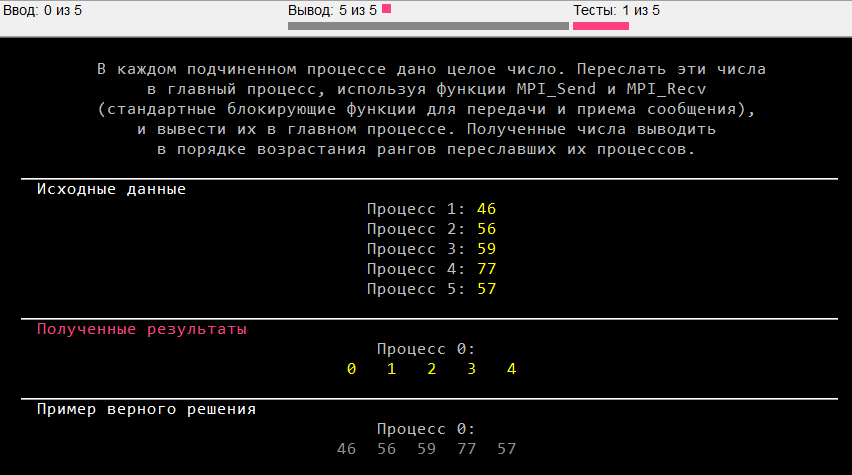 Ввод: 0 из 5 Вывод: 5 из 5 Тесты: 1 из 5
В каждом подчиненном процессе дано целое число. Переслать эти числа
в главный процесс, используя функции MPI_Send и MPI_Recv
(стандартные блокирующие функции для передачи и приема сообщения),
и вывести их в главном процессе. Полученные числа выводить
в порядке возрастания рангов переславших их процессов.
Исходные данные
Процесс 1: 46
Процесс 2: 56
Процесс 3: 59
Процесс 4: 77
Процесс 5: 57
Полученные результаты
Процесс 0:
0 1 2 3 4
Пример верного решения
Процесс 0:
46 56 59 77 57